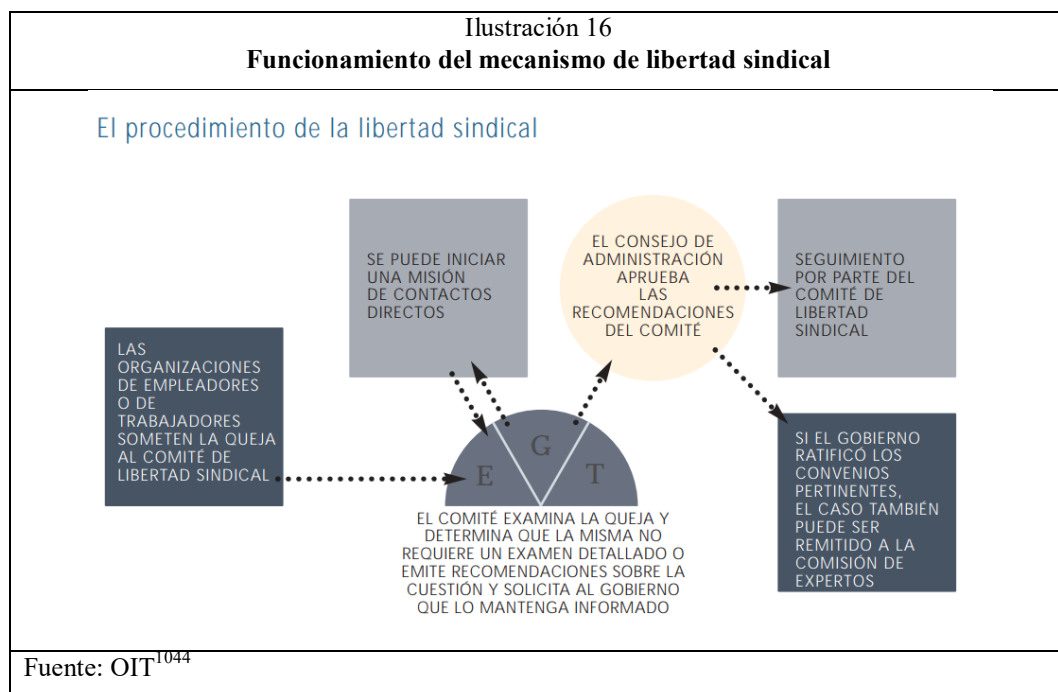 Ilustración 16
Funcionamiento del mecanismo de libertad sindical
El procedimiento de la libertad sindical
LAS
ORGANIZACIONES
DE EMPLEADORES
O DE
TRABAJADORES
SOMETEN LA QUEJA
AL COMITÉ DE
LIBERTAD SINDICAL
SE PUEDE INICIAR
UNA MISIÓN
DE CONTACTOS
DIRECTOS
E G T
EL COMITÉ EXAMINA LA QUEJA Y
DETERMINA QUE LA MISMA NO
REQUIERE UN EXAMEN DETALLADO O
EMITE RECOMENDACIONES SOBRE LA
CUESTIÓN Y SOLICITA AL GOBIERNO
QUE LO MANTENGA INFORMADO
EL CONSEJO DE
ADMINISTRACIÓN
APRUEBA
LAS
RECOMENDACIONES
DEL COMITÉ
SEGUIMIENTO
POR PARTE DEL
COMITÉ DE
LIBERTAD
SINDICAL
SI EL GOBIERNO
RATIFICÓ LOS
CONVENIOS
PERTINENTES,
EL CASO TAMBIÉN
PUEDE SER
REMITIDO A LA
COMISIÓN DE
EXPERTOS
Fuente: OIT1044